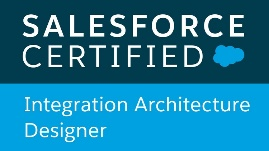 SALESFORCE
CERTIFIED
Integration Architecture
Designer